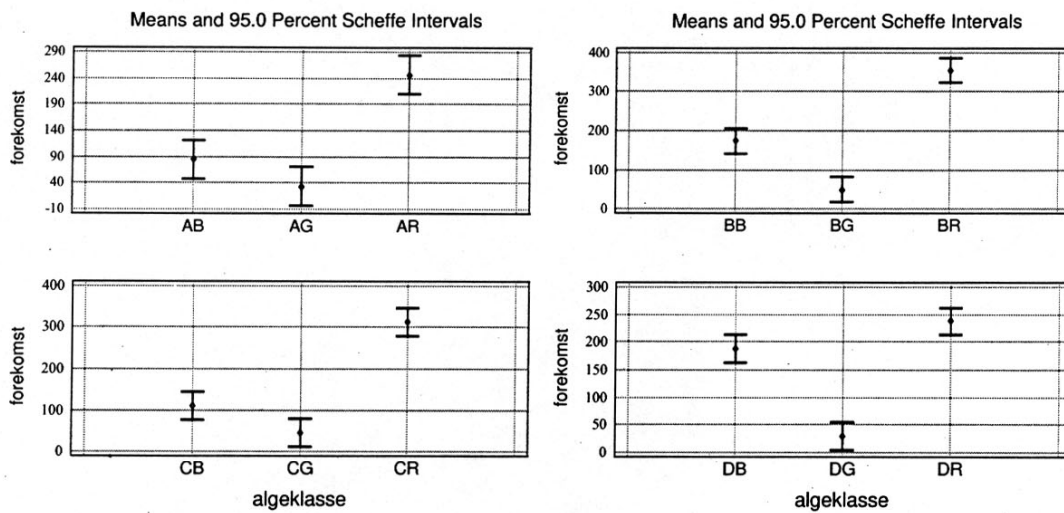 Means and 95.0 Percent Scheffe Intervals
forekomst
290
240
190
140
90
40
-10
AB AG AR
Means and 95.0 Percent Scheffe Intervals
forekomst
400
300
200
100
0
BB BG BR
forekomst
400
300
200
100
0
CB CG CR
algeklasse
forekomst
300
250
200
150
100
50
0
DB DG DR
algeklasse